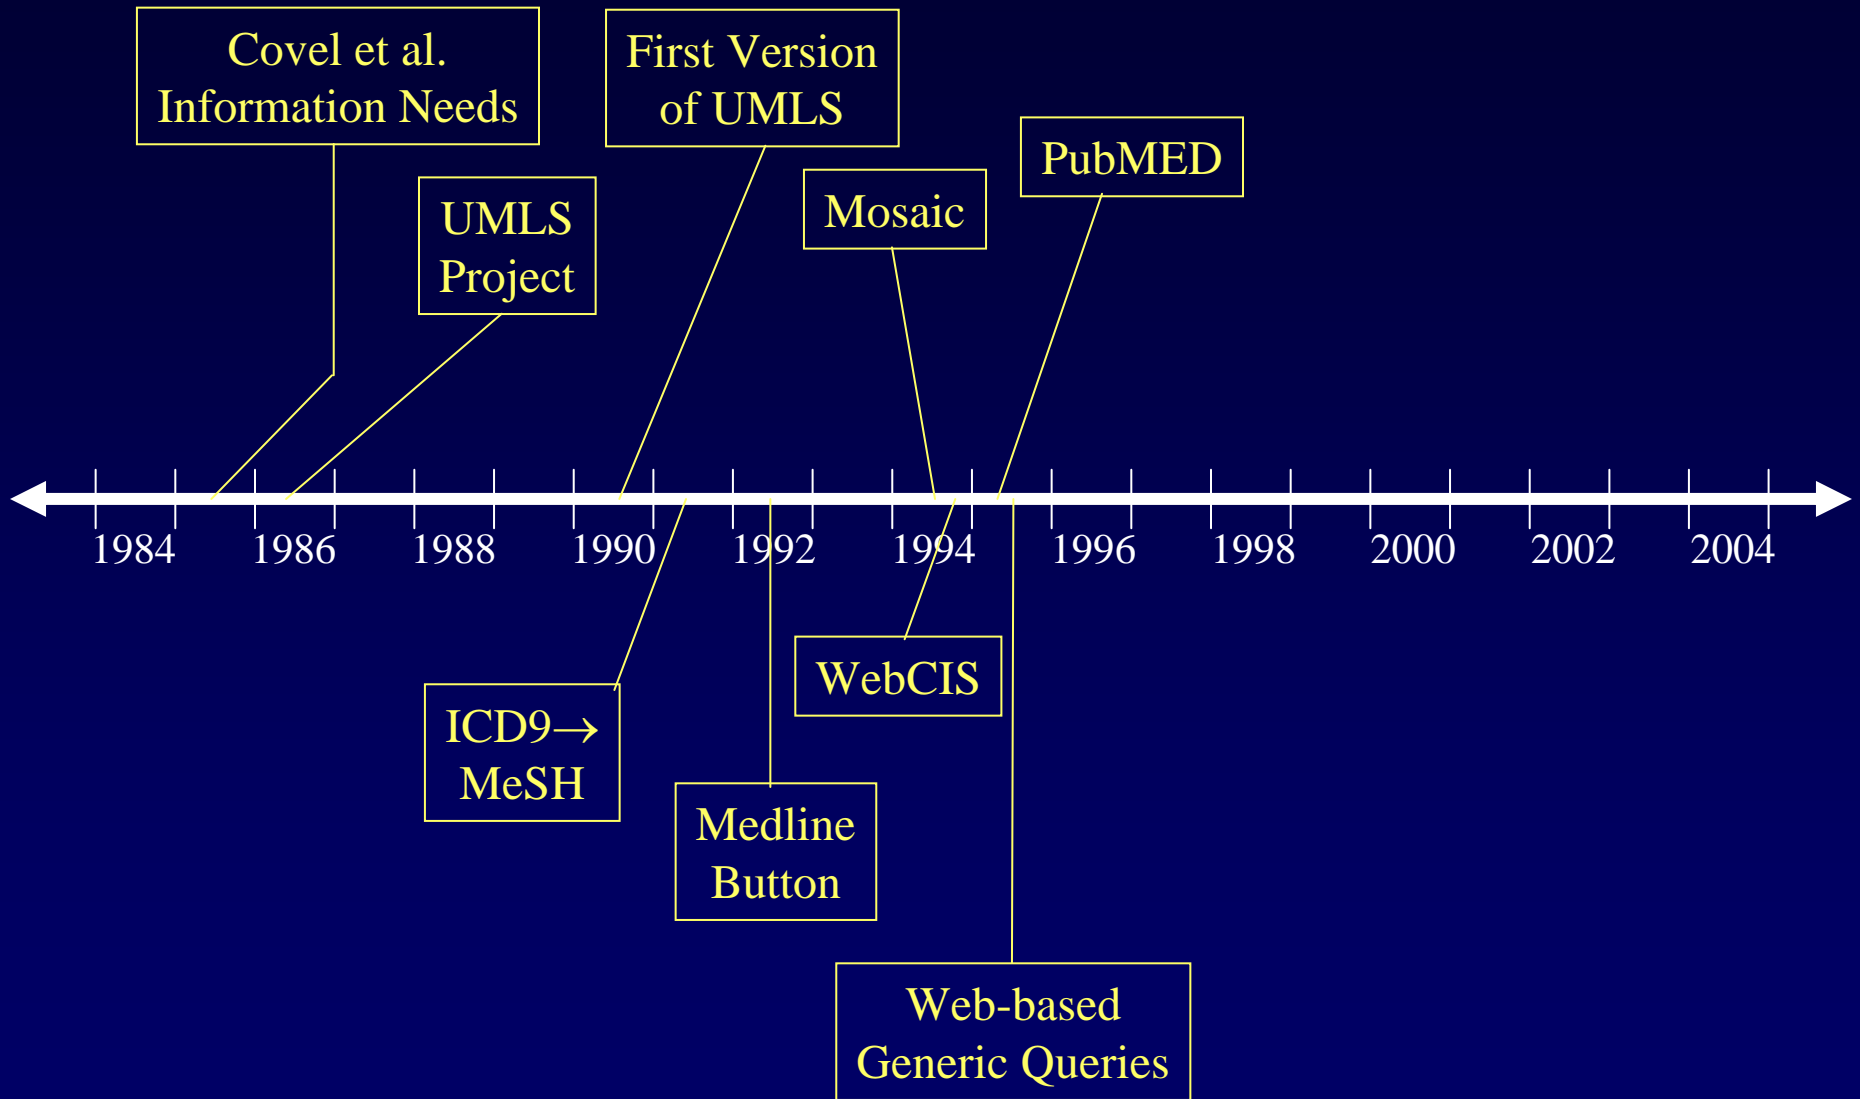 Covel et al.
Information Needs
First Version
of UMLS
PubMED
Mosaic
UMLS
Project
1984 1986 1988 1990 1992 1994 1996 1998 2000 2002 2004
WebCIS
ICD9→
MeSH
Medline
Button
Web-based
Generic Queries